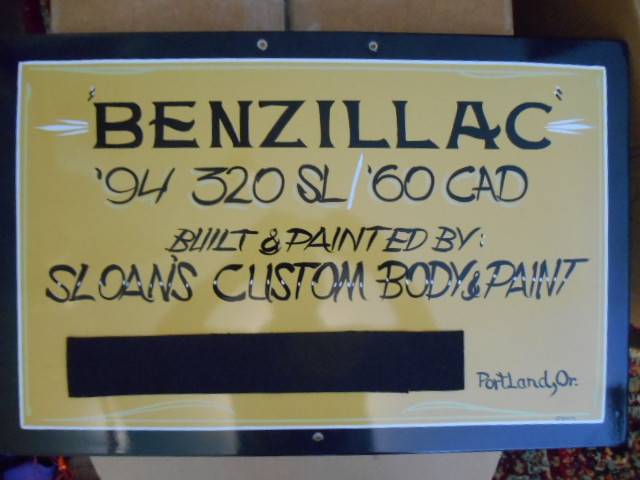 "BENZILLAC"
'94 320 SL/'60 CAD
BUILT & PAINTED BY:
SLOAN'S CUSTOM BODY & PAINT
Portland, Or.